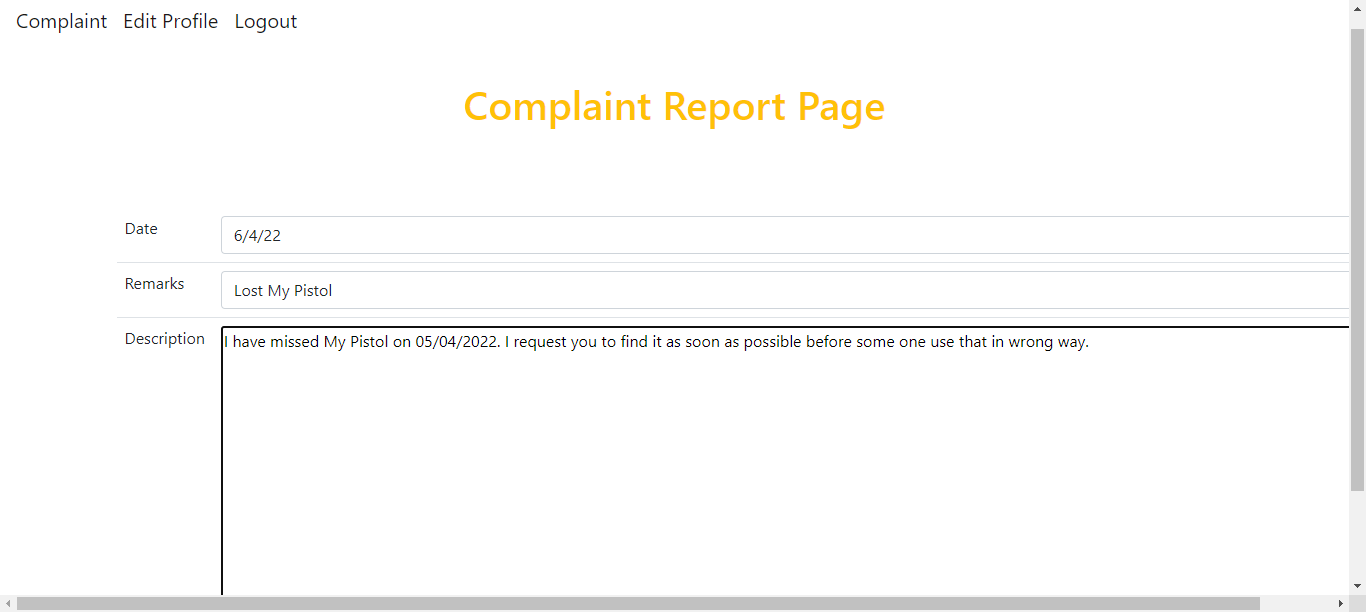 Complaint Edit Profile Logout
Complaint Report Page
Date 6/4/22
Remarks Lost My Pistol
Description I have missed My Pistol on 05/04/2022. I request you to find it as soon as possible before some one use that in wrong way.